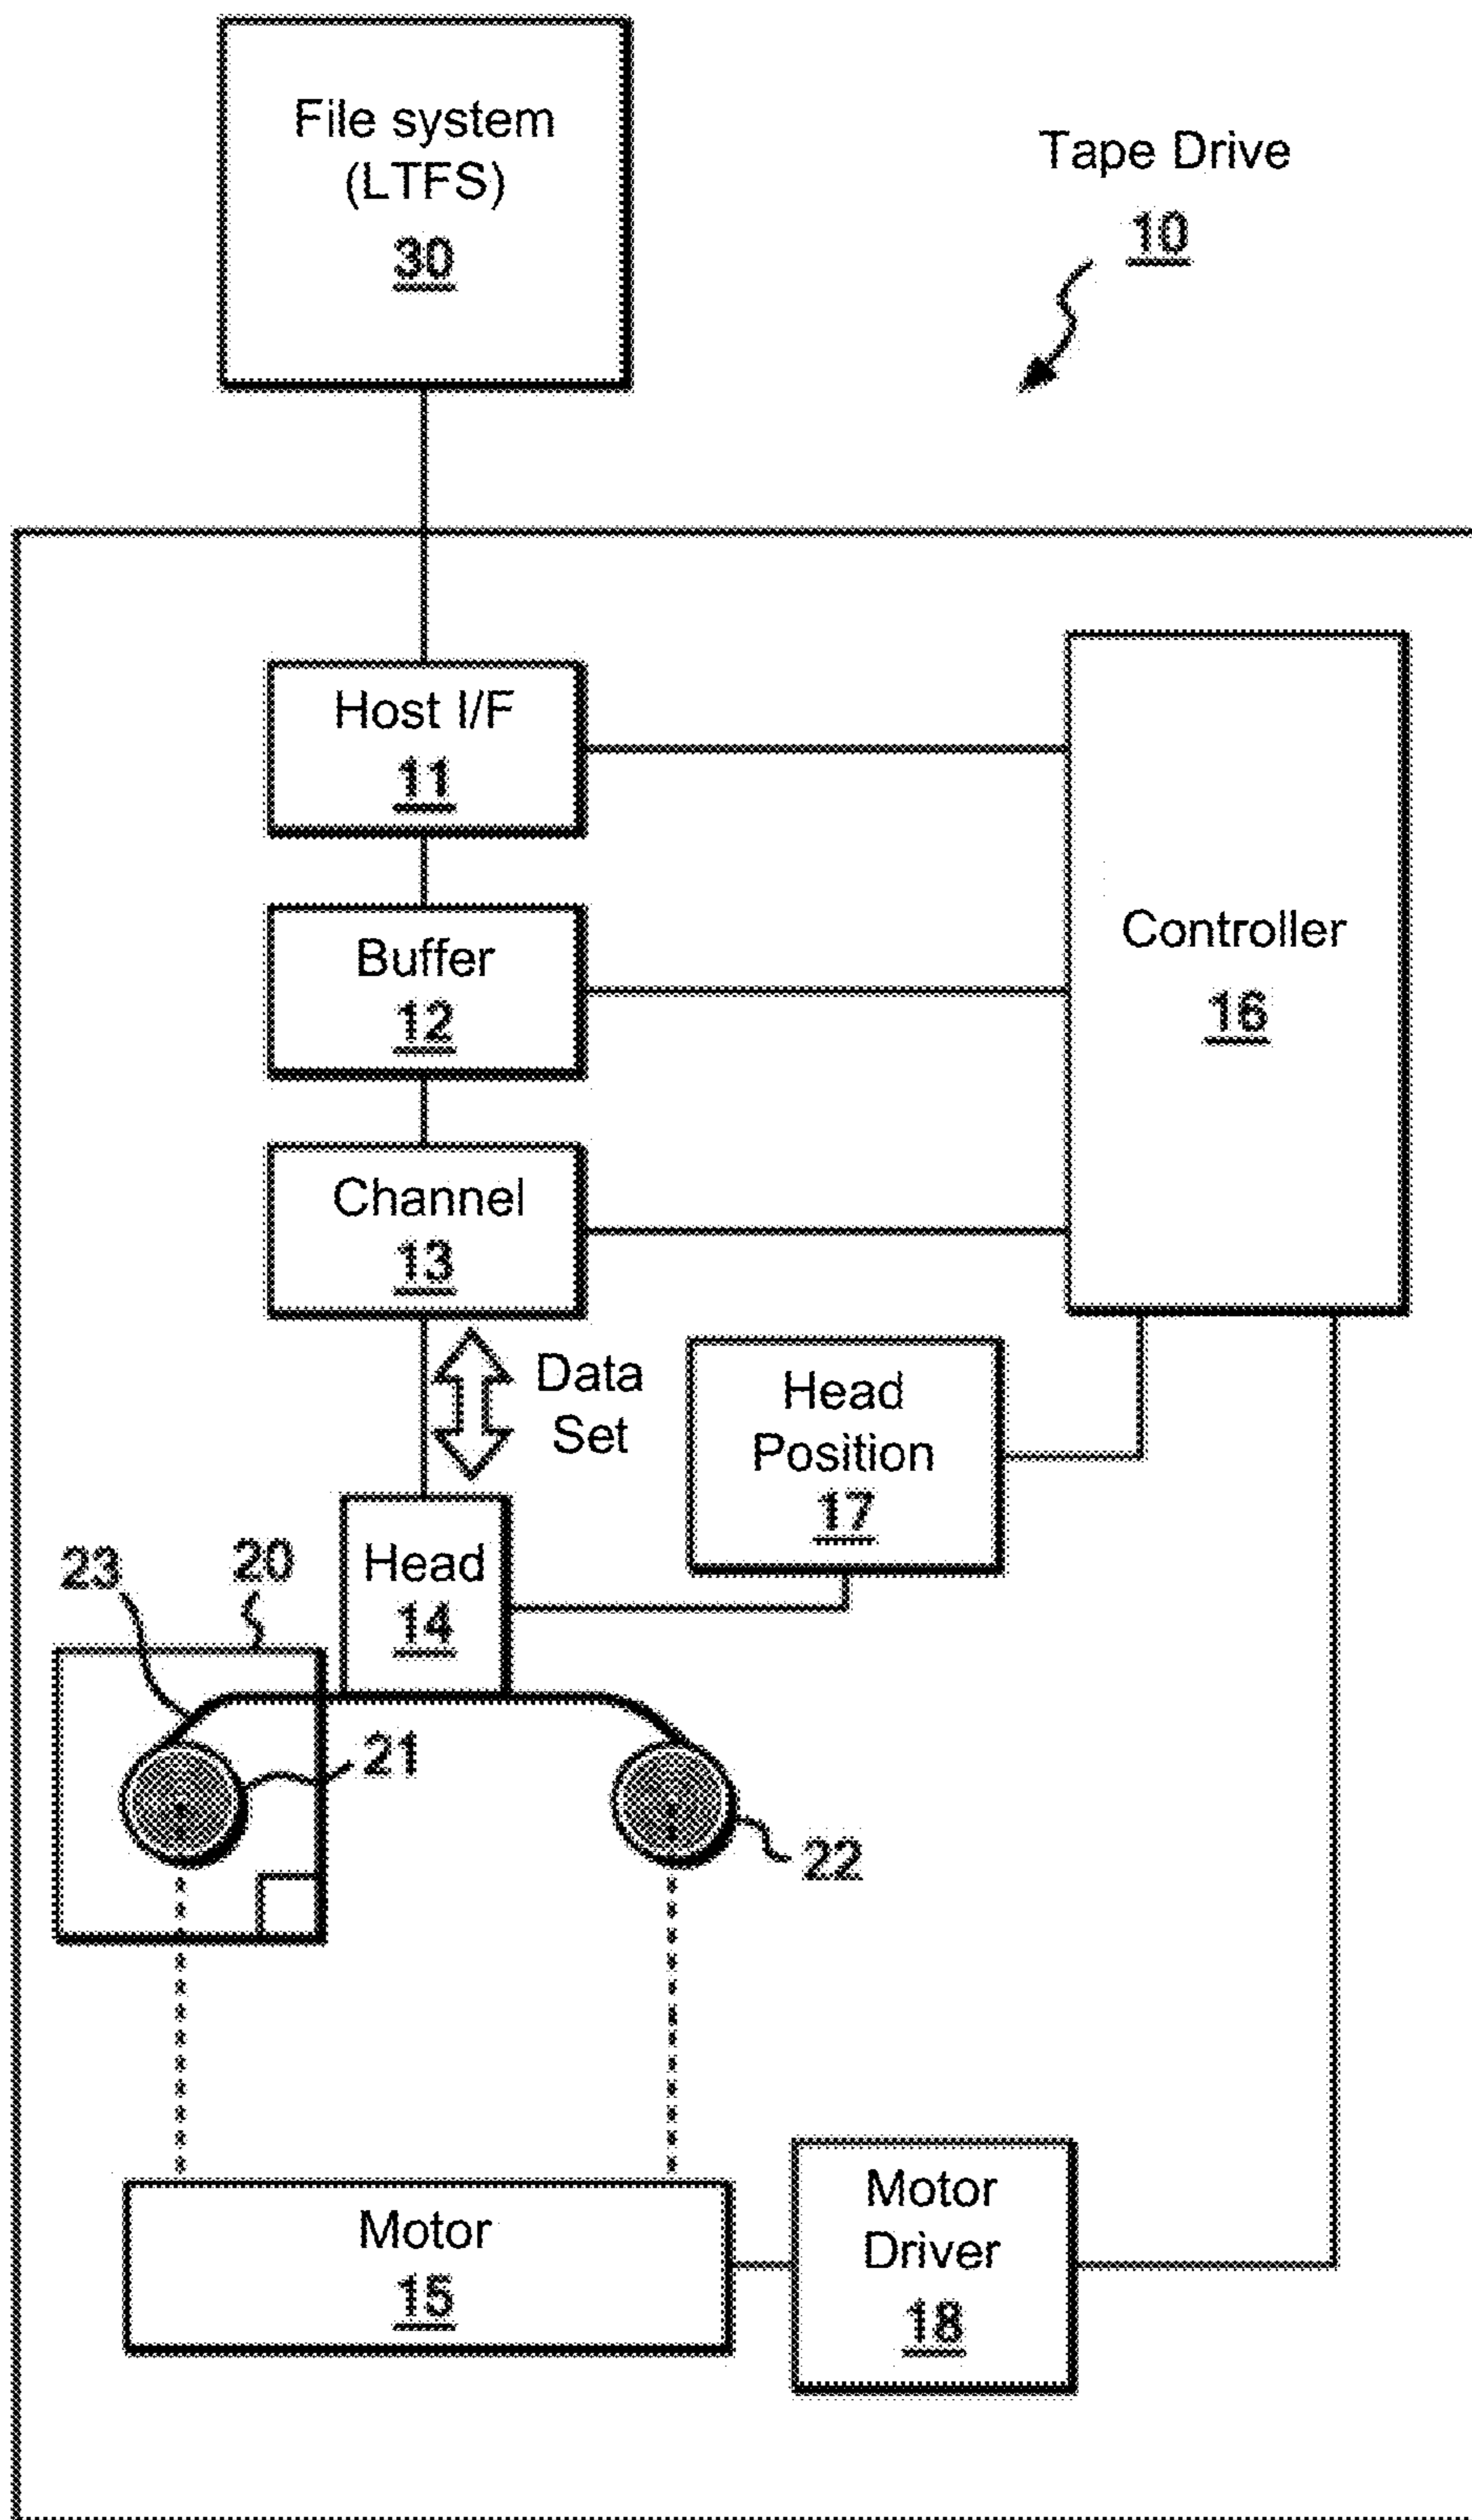 File system
(LTFS)
30
Tape Drive
10
Host I/F
11
Buffer
12
Channel
13
Controller
16
Data
Set
Head
Position
17
Head
14
23
20
21
22
Motor
15
Motor
Driver
18